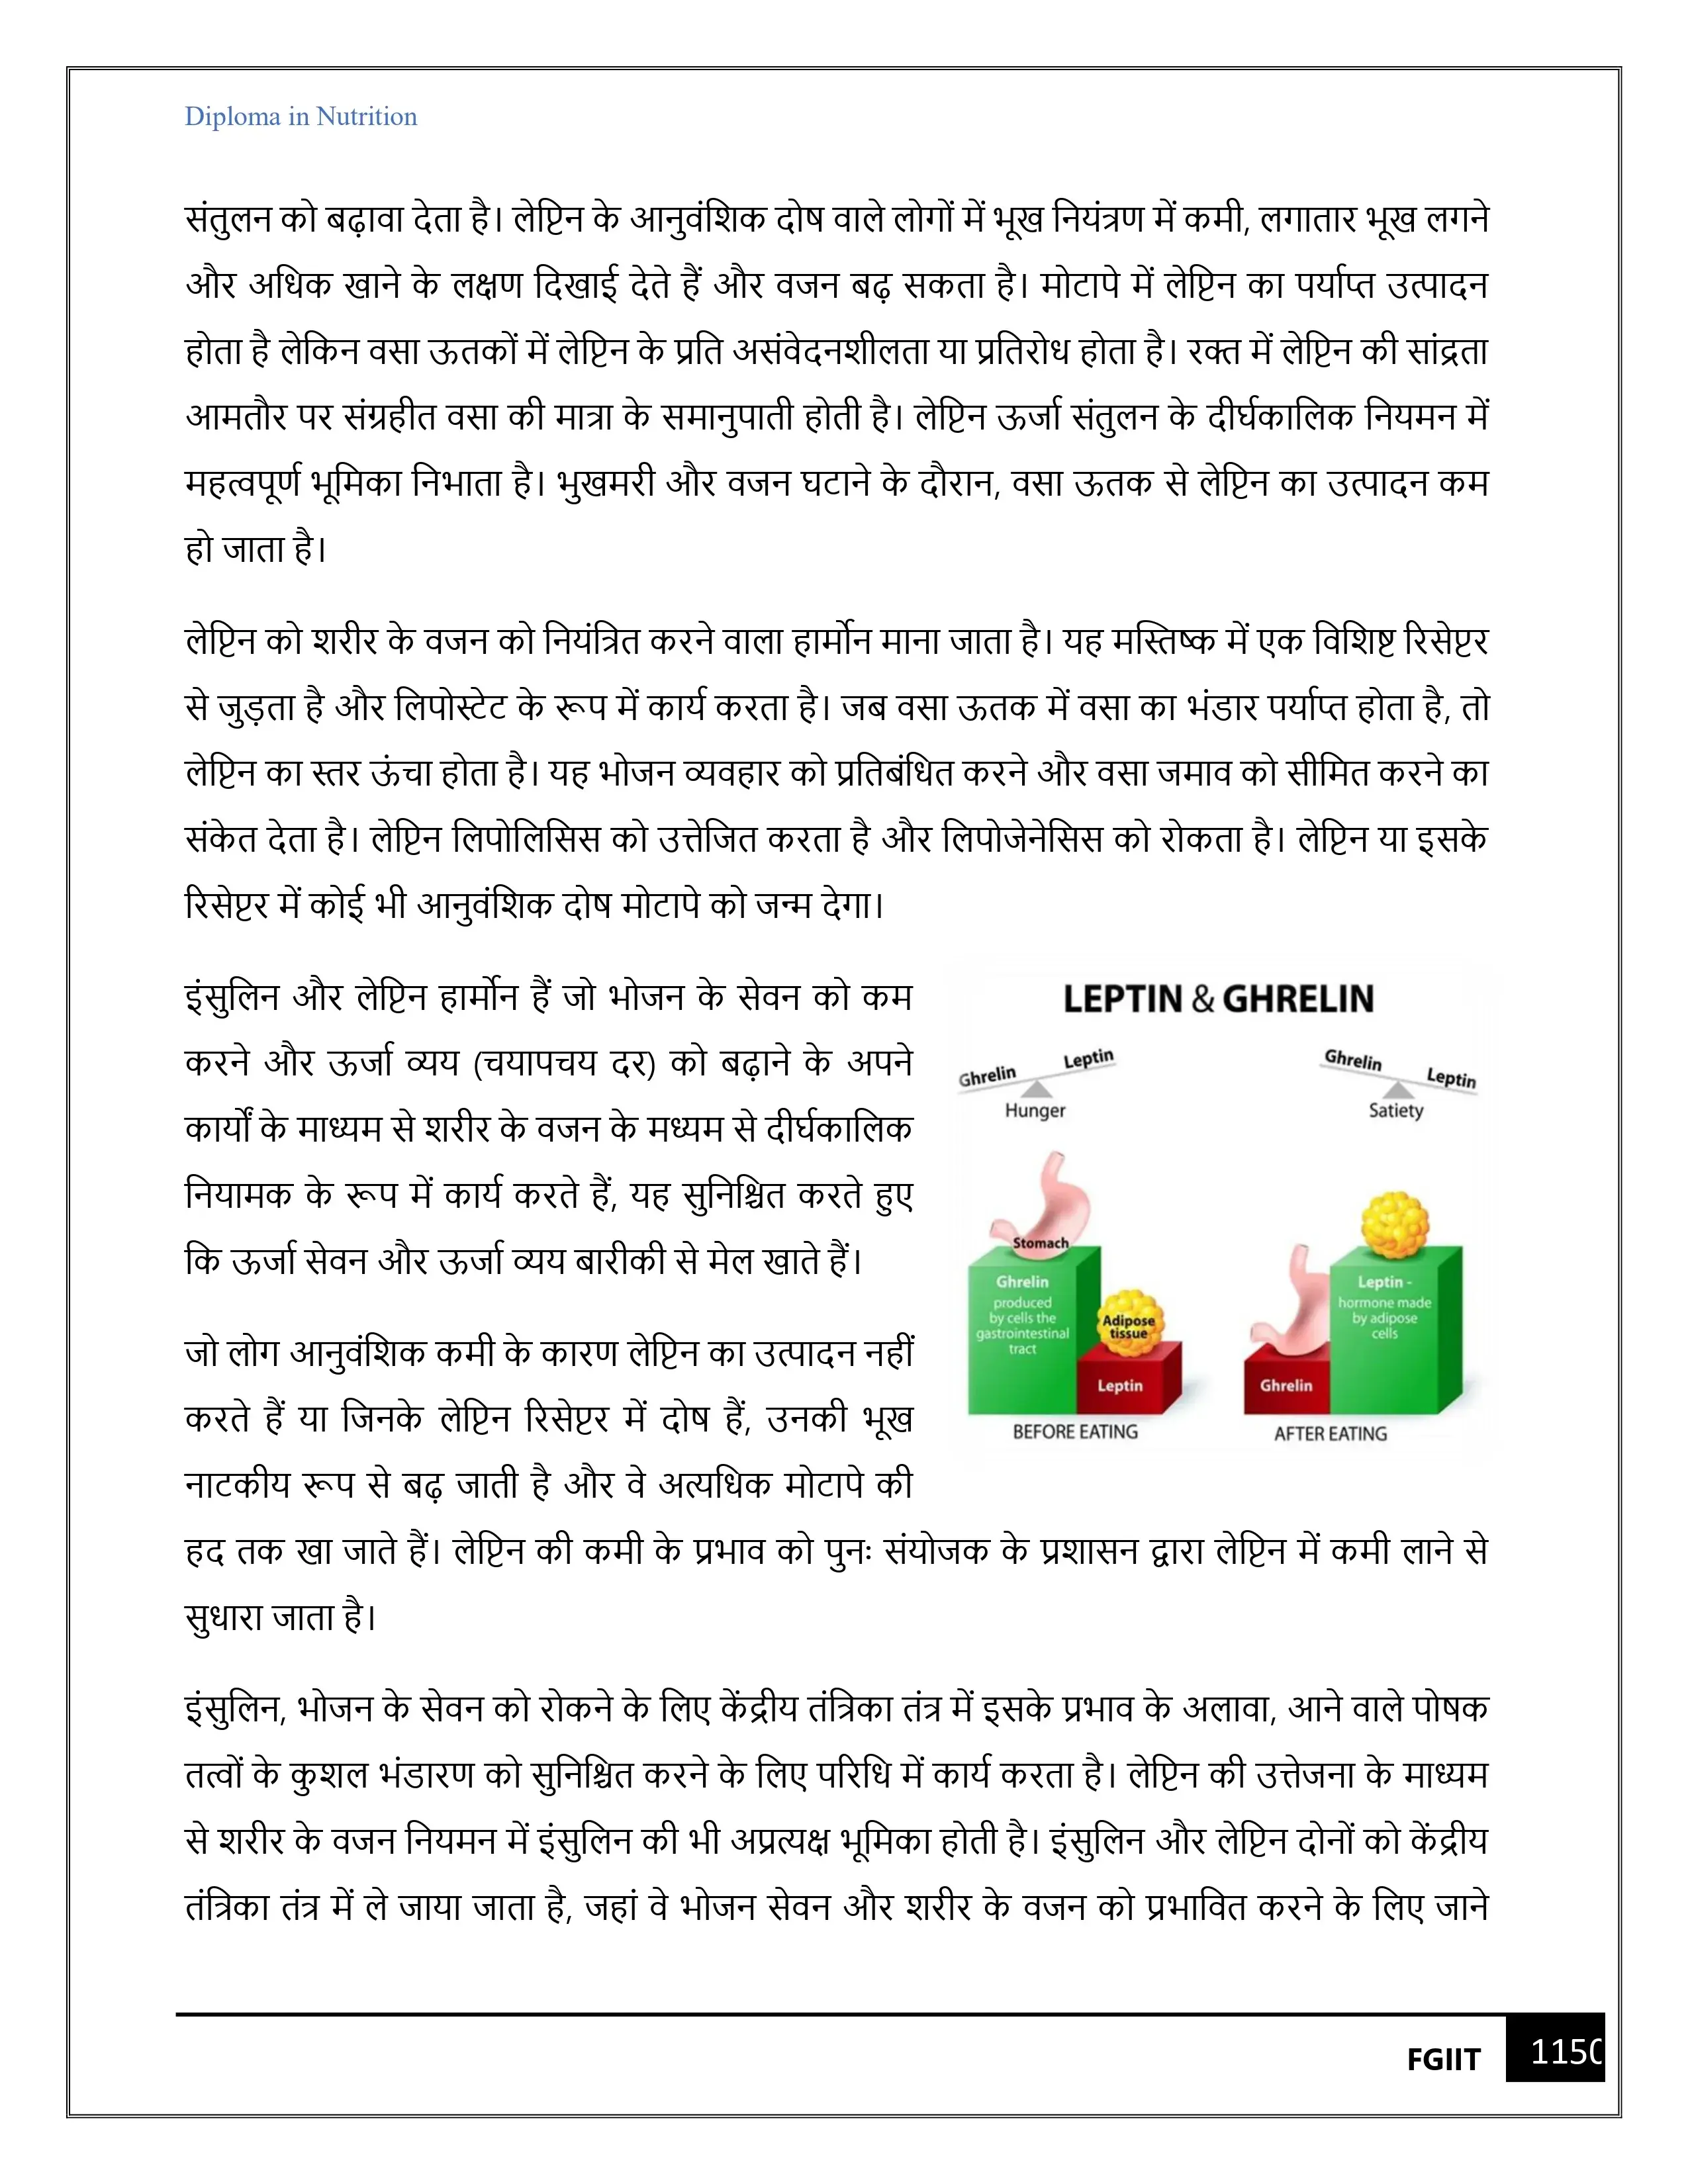 Diploma in Nutrition
संतुलन को बढ़ावा देता है। लेप्टिन के आनुवंशिक दोष वाले लोगों में भूख नियंत्रण में कमी, लगातार भूख लगने
और अधिक खाने के लक्षण दिखाई देते हैं और वजन बढ़ सकता है। मोटापे में लेप्टिन का पर्याप्त उत्पादन
होता है लेकिन वसा ऊतकों में लेप्टिन के प्रति असंवेदनशीलता या प्रतिरोध होता है। रक्त में लेप्टिन की सांद्रता
आमतौर पर संग्रहीत वसा की मात्रा के समानुपाती होती है। लेप्टिन ऊर्जा संतुलन के दीर्घकालिक नियमन में
महत्वपूर्ण भूमिका निभाता है। भुखमरी और वजन घटाने के दौरान, वसा ऊतक से लेप्टिन का उत्पादन कम
हो जाता है।
लेप्टिन को शरीर के वजन को नियंत्रित करने वाला हार्मोन माना जाता है। यह मस्तिष्क में एक विशिष्ट रिसेप्टर
से जुड़ता है और लिपोस्टेट के रूप में कार्य करता है। जब वसा ऊतक में वसा का भंडार पर्याप्त होता है, तो
लेप्टिन का स्तर ऊंचा होता है। यह भोजन व्यवहार को प्रतिबंधित करने और वसा जमाव को सीमित करने का
संकेत देता है। लेप्टिन लिपोलिसिस को उत्तेजित करता है और लिपोजेनेसिस को रोकता है। लेप्टिन या इसके
रिसेप्टर में कोई भी आनुवंशिक दोष मोटापे को जन्म देगा।
इंसुलिन और लेप्टिन हार्मोन हैं जो भोजन के सेवन को कम
करने और ऊर्जा व्यय (चयापचय दर) को बढ़ाने के अपने
कार्यों के माध्यम से शरीर के वजन के मध्यम से दीर्घकालिक
नियामक के रूप में कार्य करते हैं, यह सुनिश्चित करते हुए
कि ऊर्जा सेवन और ऊर्जा व्यय बारीकी से मेल खाते हैं।
जो लोग आनुवंशिक कमी के कारण लेप्टिन का उत्पादन नहीं
करते हैं या जिनके लेप्टिन रिसेप्टर में दोष हैं, उनकी भूख
नाटकीय रूप से बढ़ जाती है और वे अत्यधिक मोटापे की
हद तक खा जाते हैं। लेप्टिन की कमी के प्रभाव को पुनः संयोजक के प्रशासन द्वारा लेप्टिन में कमी लाने से
सुधारा जाता है।
LEPTIN & GHRELIN
Ghrelin Leptin
Hunger
Ghrelin Leptin
Satiety
Stomach
Ghrelin
produced
by cells the
gastrointestinal
tract
Adipose
tissue
Leptin
BEFORE EATING
Leptin -
hormone made
by adipose
cells
Ghrelin
AFTER EATING
इंसुलिन, भोजन के सेवन को रोकने के लिए केंद्रीय तंत्रिका तंत्र में इसके प्रभाव के अलावा, आने वाले पोषक
तत्वों के कुशल भंडारण को सुनिश्चित करने के लिए परिधि में कार्य करता है। लेप्टिन की उत्तेजना के माध्यम
से शरीर के वजन नियमन में इंसुलिन की भी अप्रत्यक्ष भूमिका होती है। इंसुलिन और लेप्टिन दोनों को केंद्रीय
तंत्रिका तंत्र में ले जाया जाता है, जहां वे भोजन सेवन और शरीर के वजन को प्रभावित करने के लिए जाने
FGIIT 1150